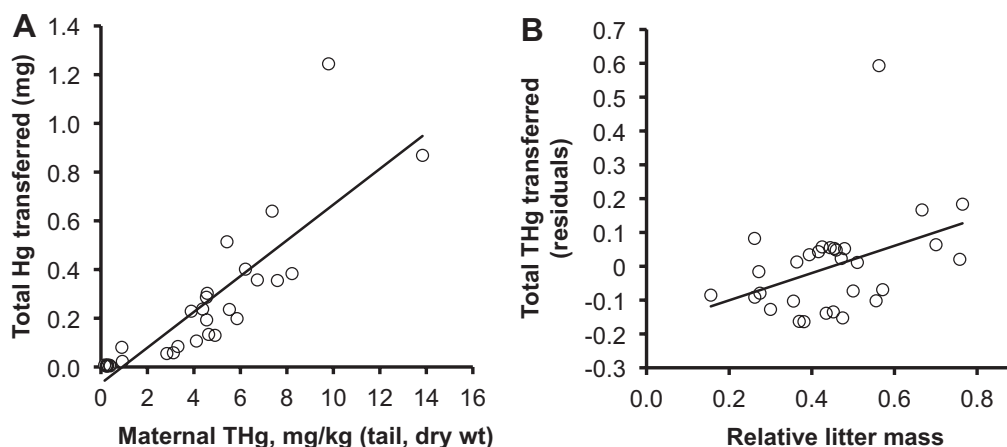 A
Total Hg transferred (mg)
1.4
1.2
1.0
0.8
0.6
0.4
0.2
0.0
0 2 4 6 8 10 12 14 16
Maternal THg, mg/kg (tail, dry wt)
B
Total THg transferred
(residuals)
0.7
0.6
0.5
0.4
0.3
0.2
0.1
0
-0.1
-0.2
-0.3
0.0 0.2 0.4 0.6 0.8
Relative litter mass